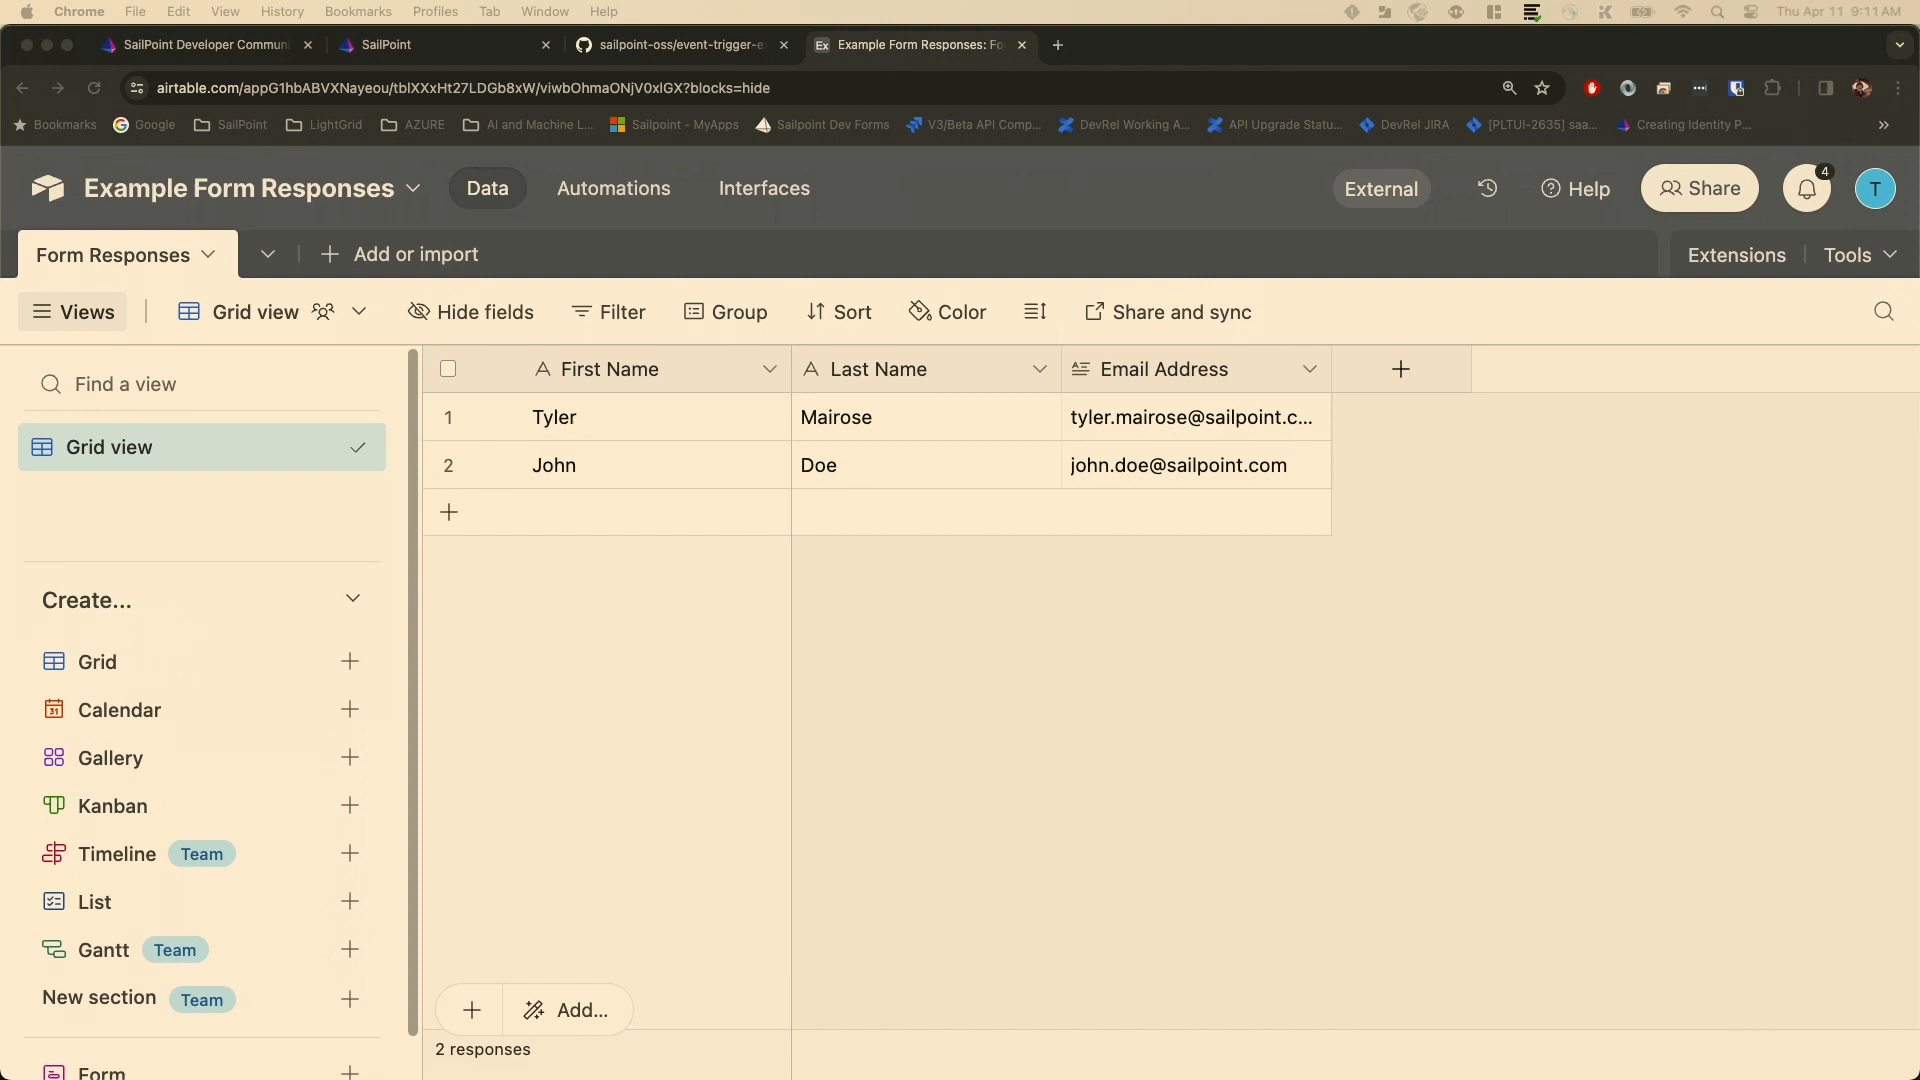 Chrome File Edit View History Bookmarks Profiles Tab Window Help Thu Apr 11 9:11 AM
SailPoint Developer Commun SailPoint sailpoint-oss/event-trigger-e Ex Example Form Responses: Fo
airtable.com/appG1hbABVXNayeou/tblXXxHt27LDGb8xW/viwbOhmaONjV0xlGX?blocks=hide
Bookmarks Google SailPoint LightGrid AZURE AI and Machine L... Sailpoint - MyApps Sailpoint Dev Forms V3/Beta API Comp... DevRel Working A... API Upgrade Statu... DevRel JIRA [PLTUI-2635] saa... Creating Identity P... »
Example Form Responses Data Automations Interfaces External Help Share 4 T
Form Responses Add or import Extensions Tools
Views Grid view Hide fields Filter Group Sort Color Share and sync
Find a view
Grid view
First Name Last Name Email Address
1 Tyler Mairose tyler.mairose@sailpoint.c...
2 John Doe john.doe@sailpoint.com
Create...
Grid
31 Calendar
Gallery
Kanban
Timeline Team
List
Gantt Team
New section Team
Form
Add...
2 responses